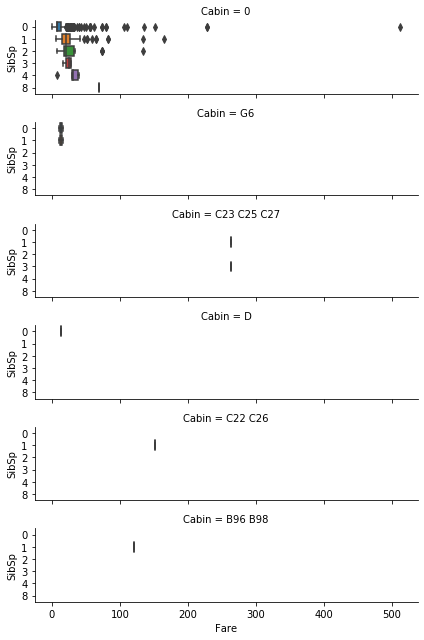 Cabin = 0
SibSp
0
1
2
3
4
8
Cabin = G6
SibSp
0
1
2
3
4
8
Cabin = C23 C25 C27
SibSp
0
1
2
3
4
8
Cabin = D
SibSp
0
1
2
3
4
8
Cabin = C22 C26
SibSp
0
1
2
3
4
8
Cabin = B96 B98
SibSp
0
1
2
3
4
8
0 100 200 300 400 500
Fare